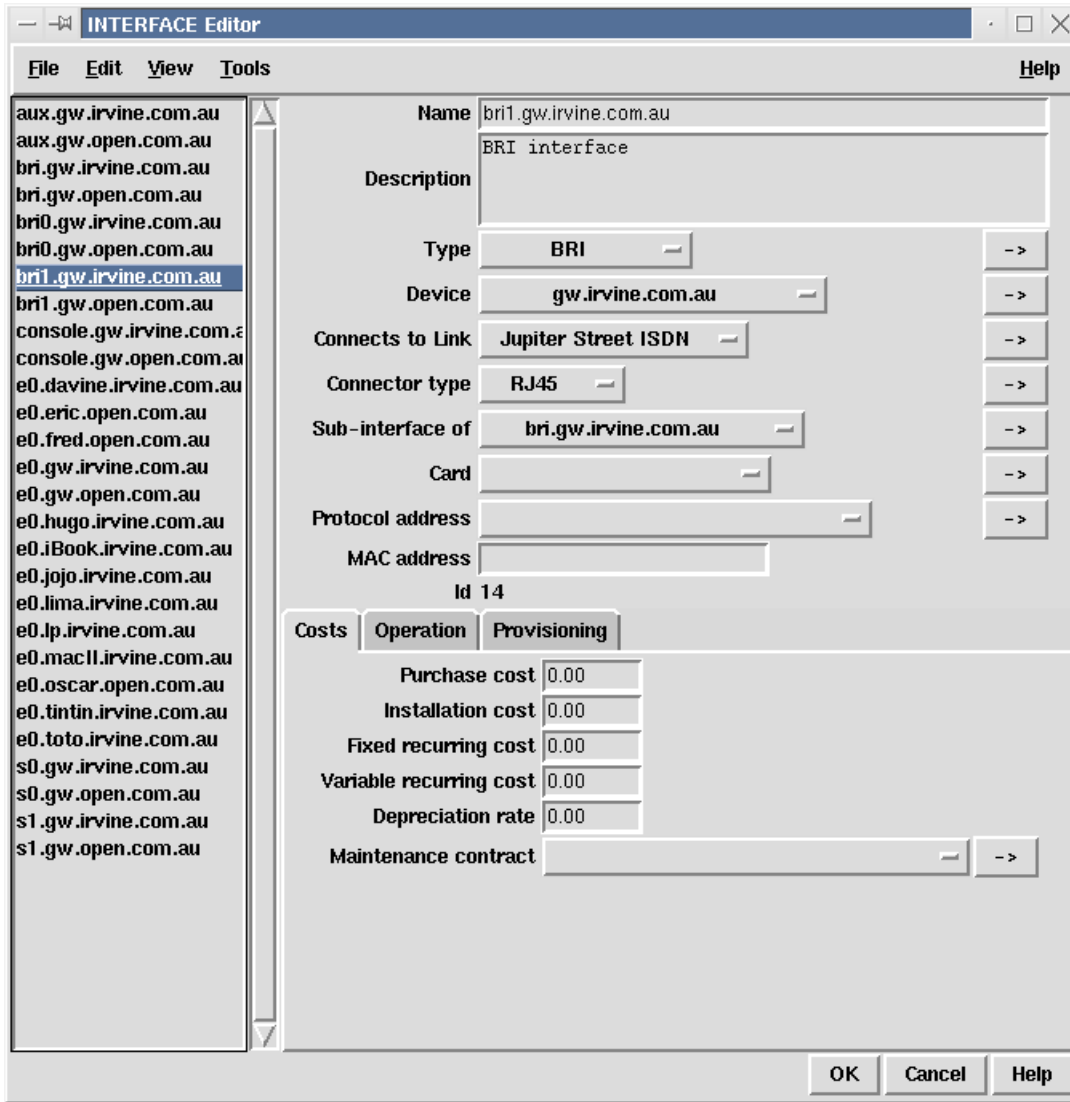 INTERFACE Editor
File Edit View Tools Help
aux.gw.irvine.com.au
aux.gw.open.com.au
bri.gw.irvine.com.au
bri.gw.open.com.au
bri0.gw.irvine.com.au
bri0.gw.open.com.au
bri1.gw.irvine.com.au
bri1.gw.open.com.au
console.gw.irvine.com.a
console.gw.open.com.au
e0.davine.irvine.com.au
e0.eric.open.com.au
e0.fred.open.com.au
e0.gw.irvine.com.au
e0.gw.open.com.au
e0.hugo.irvine.com.au
e0.iBook.irvine.com.au
e0.jojo.irvine.com.au
e0.lima.irvine.com.au
e0.lp.irvine.com.au
e0.macII.irvine.com.au
e0.oscar.open.com.au
e0.tintin.irvine.com.au
e0.toto.irvine.com.au
s0.gw.irvine.com.au
s0.gw.open.com.au
s1.gw.irvine.com.au
s1.gw.open.com.au
Name bri1.gw.irvine.com.au
Description BRI interface
Type BRI ->
Device gw.irvine.com.au ->
Connects to Link Jupiter Street ISDN ->
Connector type RJ45 ->
Sub-interface of bri.gw.irvine.com.au ->
Card ->
Protocol address ->
MAC address
Id 14
Costs Operation Provisioning
Purchase cost 0.00
Installation cost 0.00
Fixed recurring cost 0.00
Variable recurring cost 0.00
Depreciation rate 0.00
Maintenance contract ->
OK Cancel Help